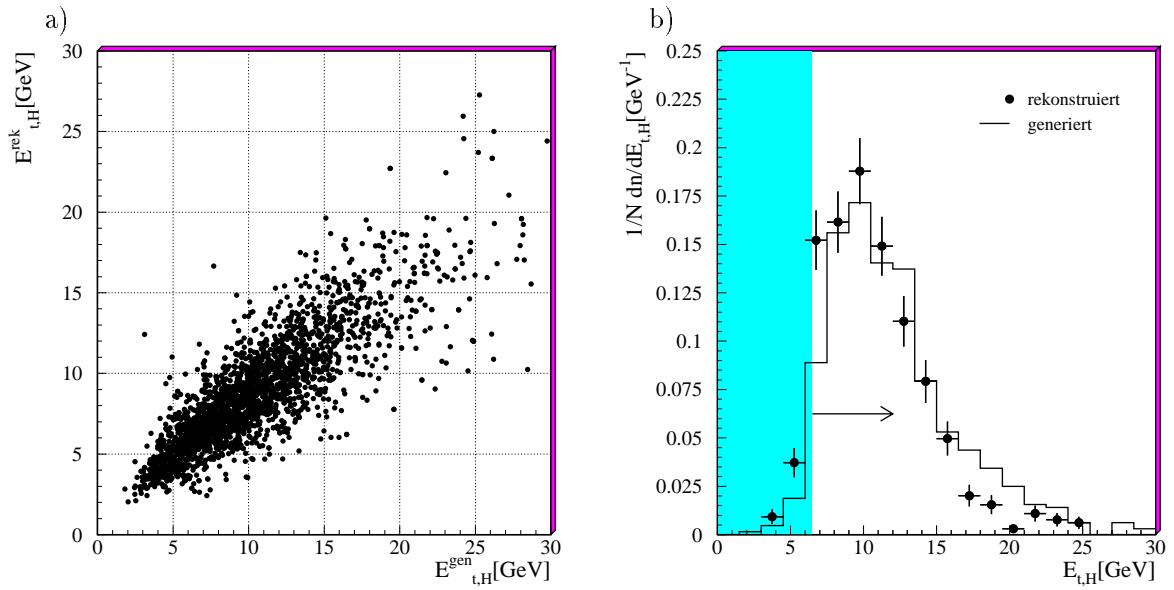 a)
E^rek_t,H[GeV]
30
25
20
15
10
5
0
0 5 10 15 20 25 30
E^gen_t,H[GeV]
b)
1/N dn/dE_t,H[GeV^-1]
0.25
0.225
0.2
0.175
0.15
0.125
0.1
0.075
0.05
0.025
0
rekonstruiert
generiert
0 5 10 15 20 25 30
E_t,H[GeV]